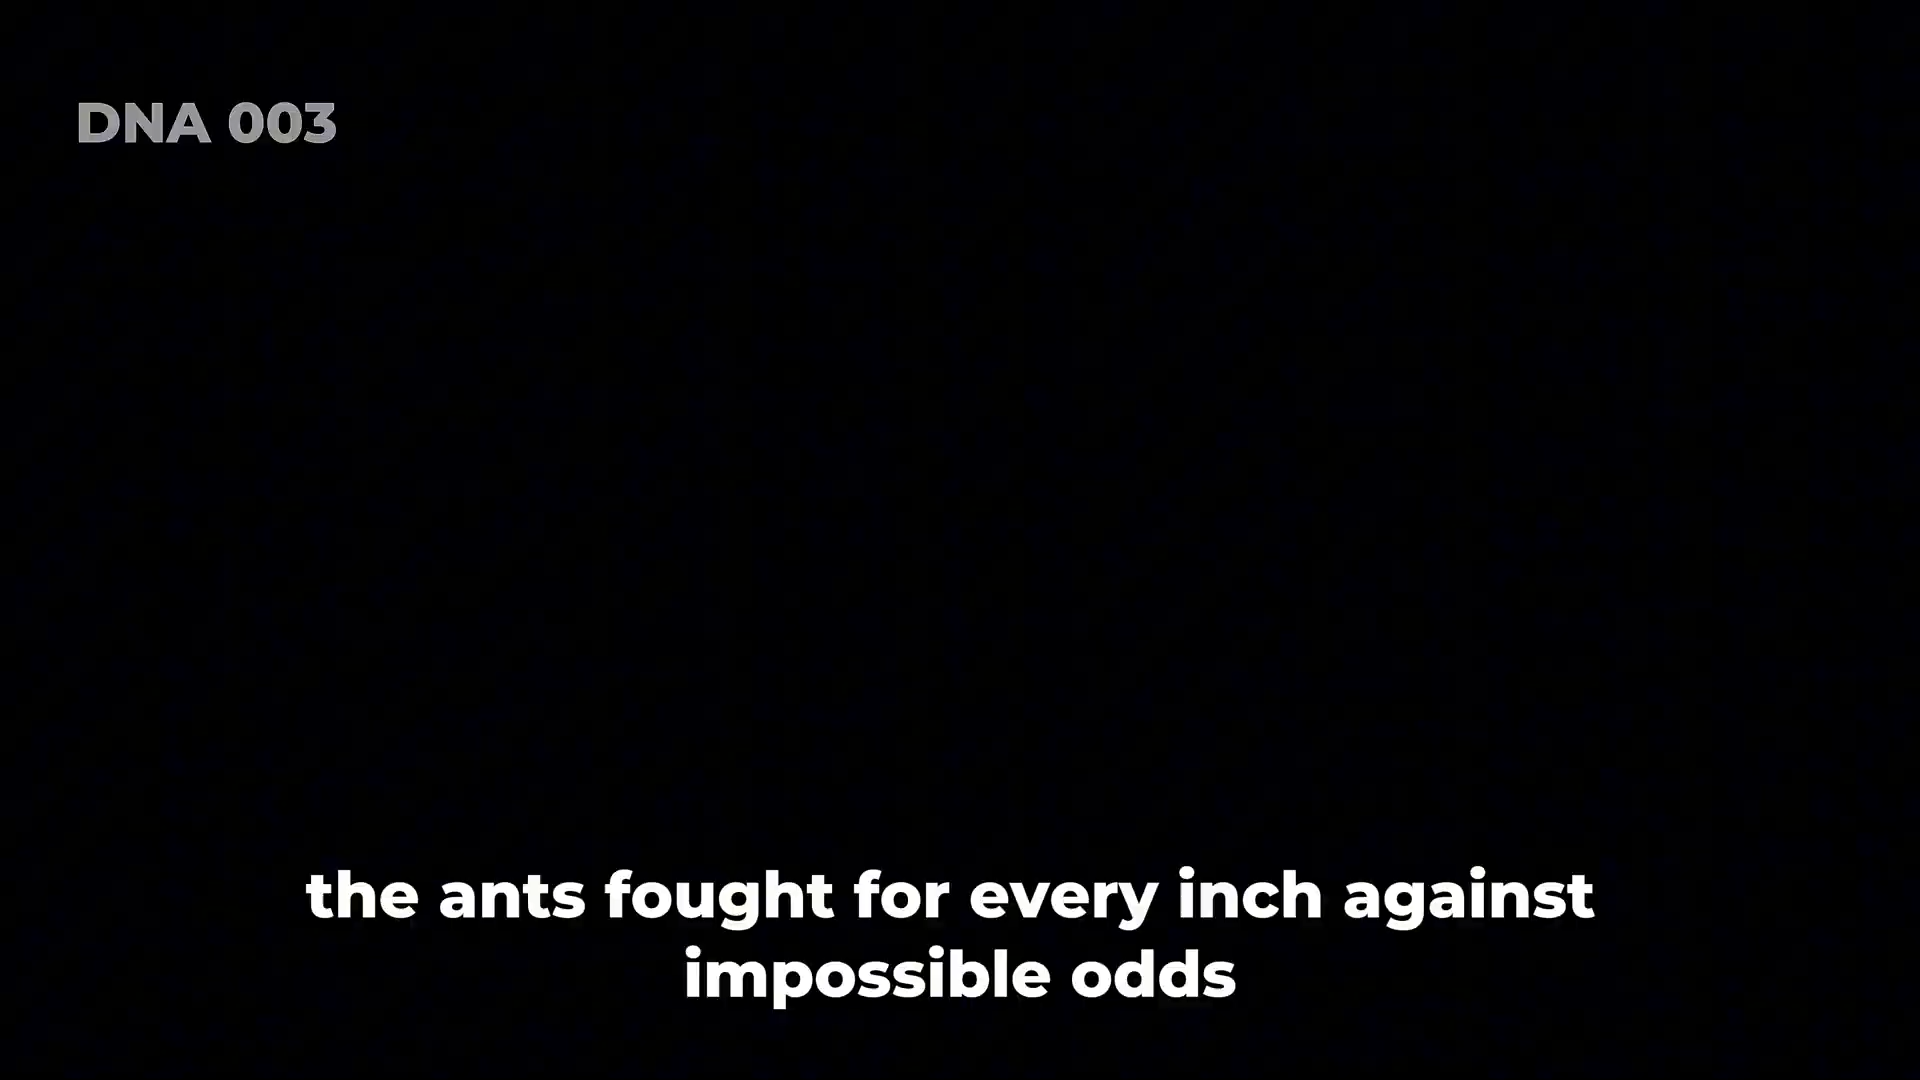 DNA 003
the ants fought for every inch against
impossible odds